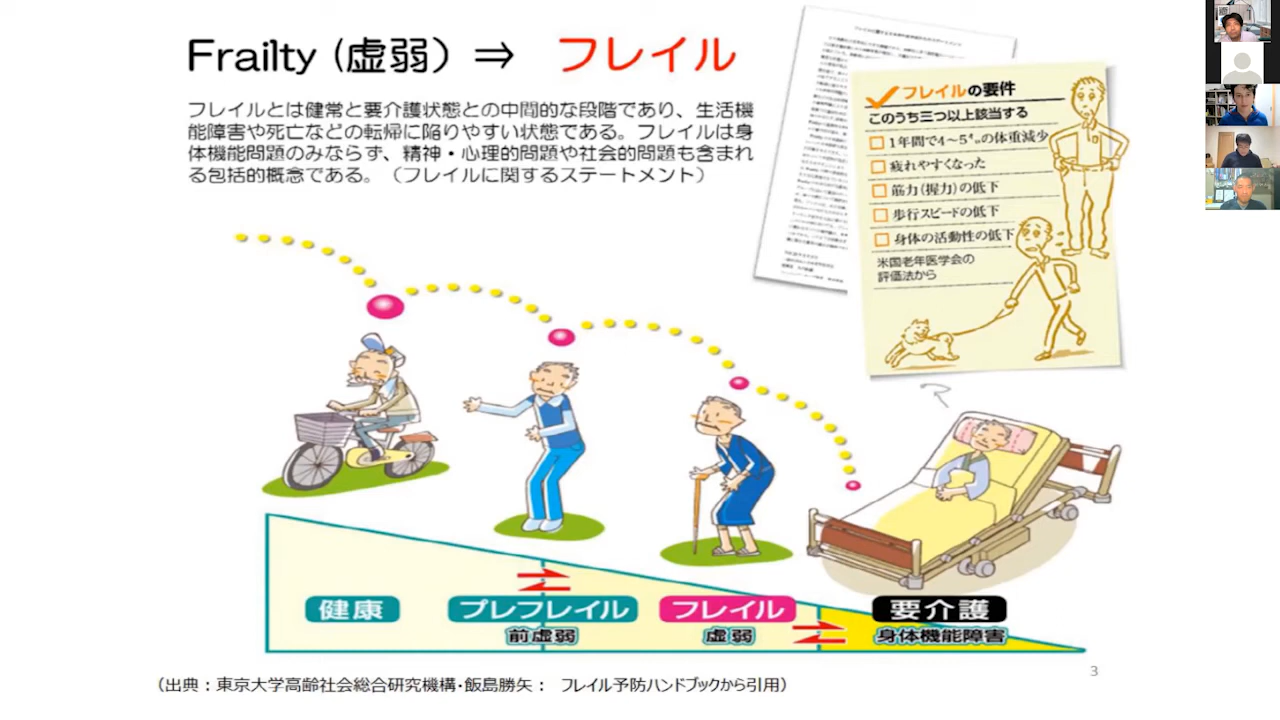 Frailty (虚弱) ⇒ フレイル
フレイルとは健常と要介護状態との中間的な段階であり、生活機
能障害や死亡などの転帰に陥りやすい状態である。フレイルは身
体機能問題のみならず、精神・心理的問題や社会的問題も含まれ
る包括的概念である。（フレイルに関するステートメント）
フレイルの要件
このうち三つ以上該当する
1年間で4～5㌔の体重減少
疲れやすくなった
筋力（握力）の低下
歩行スピードの低下
身体の活動性の低下
米国老年医学会の
評価法から
健康
プレフレイル
前虚弱
フレイル
虚弱
要介護
身体機能障害
3
（出典：東京大学高齢社会総合研究機構・飯島勝矢： フレイル予防ハンドブックから引用）